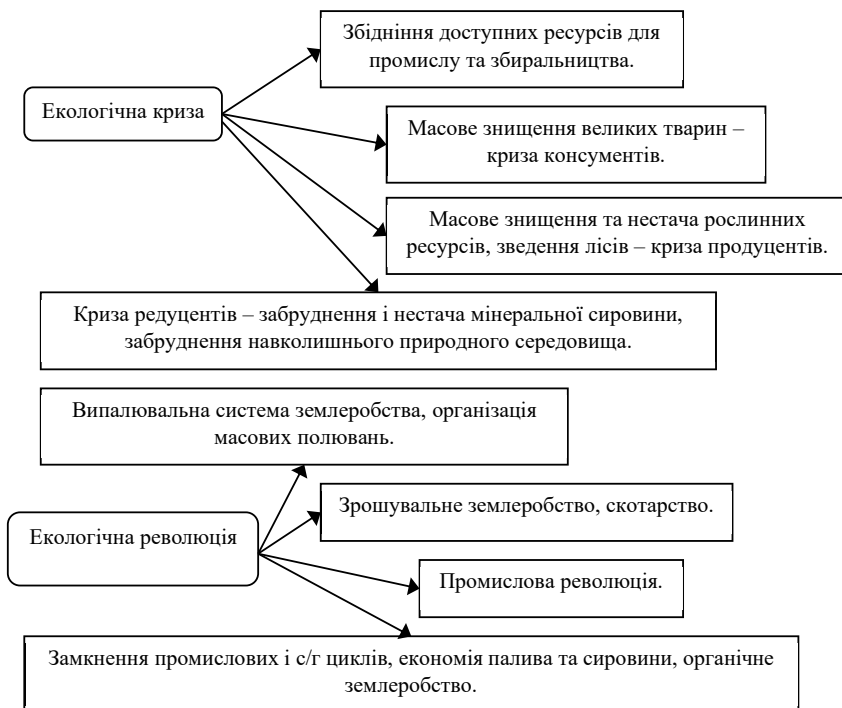 Збідніння доступних ресурсів для
промислу та збиральництва.
Екологічна криза
Масове знищення великих тварин –
криза консументів.
Масове знищення та нестача рослинних
ресурсів, зведення лісів – криза продуцентів.
Криза редуцентів – забруднення і нестача мінеральної сировини,
забруднення навколишнього природного середовища.
Випалювальна система землеробства, організація
масових полювань.
Зрошувальне землеробство, скотарство.
Екологічна революція
Промислова революція.
Замкнення промислових і с/г циклів, економія палива та сировини, органічне
землеробство.